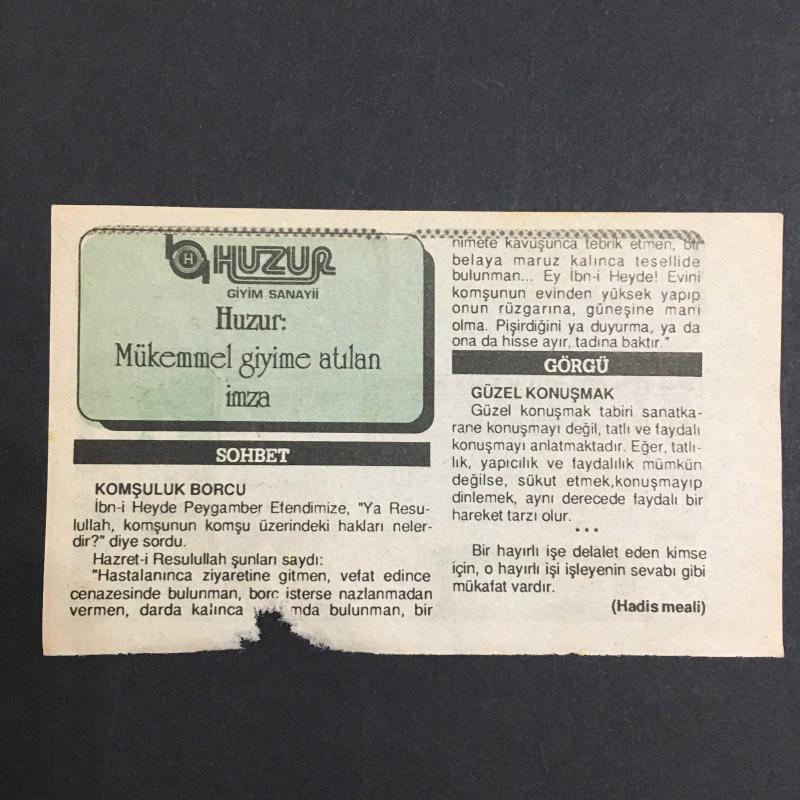 HUZUR
GİYİM SANAYİİ
Huzur:
Mükemmel giyime atılan
imza
SOHBET
KOMŞULUK BORCU
İbn-i Heyde Peygamber Efendimize, "Ya Resu-
lullah, komşunun komşu üzerindeki hakları neler-
dir?" diye sordu.
Hazret-i Resulullah şunları saydı:
"Hastalanınca ziyaretine gitmen, vefat edince
cenazesinde bulunman, borc isterse nazlanmadan
vermen, darda kalınca mda bulunman, bir
nimete kavuşunca tebrik etmen, bir
belaya maruz kalınca tesellide
bulunman... Ey İbn-i Heyde! Evini
komşunun evinden yüksek yapıp
onun rüzgarına, güneşine mani
olma. Pişirdiğini ya duyurma, ya da
ona da hisse ayır, tadına baktır."
GÖRGÜ
GÜZEL KONUŞMAK
Güzel konuşmak tabiri sanatka-
rane konuşmayı değil, tatlı ve faydalı
konuşmayı anlatmaktadır. Eğer, tatlı-
lık, yapıcılık ve faydalılık mümkün
değilse, sükut etmek,konuşmayıp
dinlemek, aynı derecede faydalı bir
hareket tarzı olur.
•••
Bir hayırlı işe delalet eden kimse
için, o hayırlı işi işleyenin sevabı gibi
mükafat vardır.
(Hadis meali)